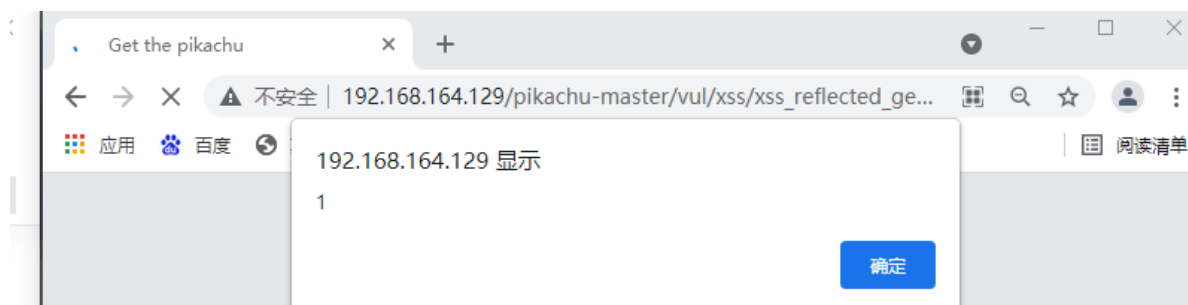 Get the pikachu
不安全 | 192.168.164.129/pikachu-master/vul/xss/xss_reflected_ge...
应用 百度 阅读清单
192.168.164.129 显示
1
确定